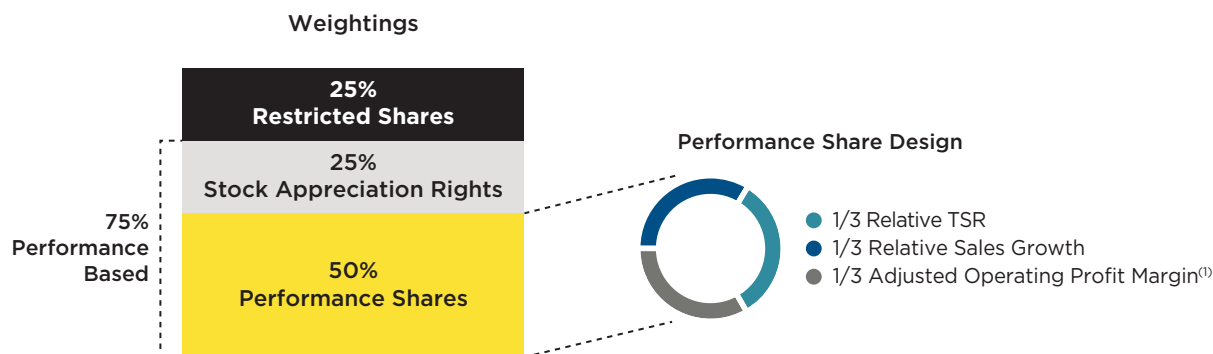 Weightings
25%
Restricted Shares
25%
Stock Appreciation Rights
75%
Performance
Based
50%
Performance Shares
Performance Share Design
1/3 Relative TSR
1/3 Relative Sales Growth
1/3 Adjusted Operating Profit Margin⁽¹⁾